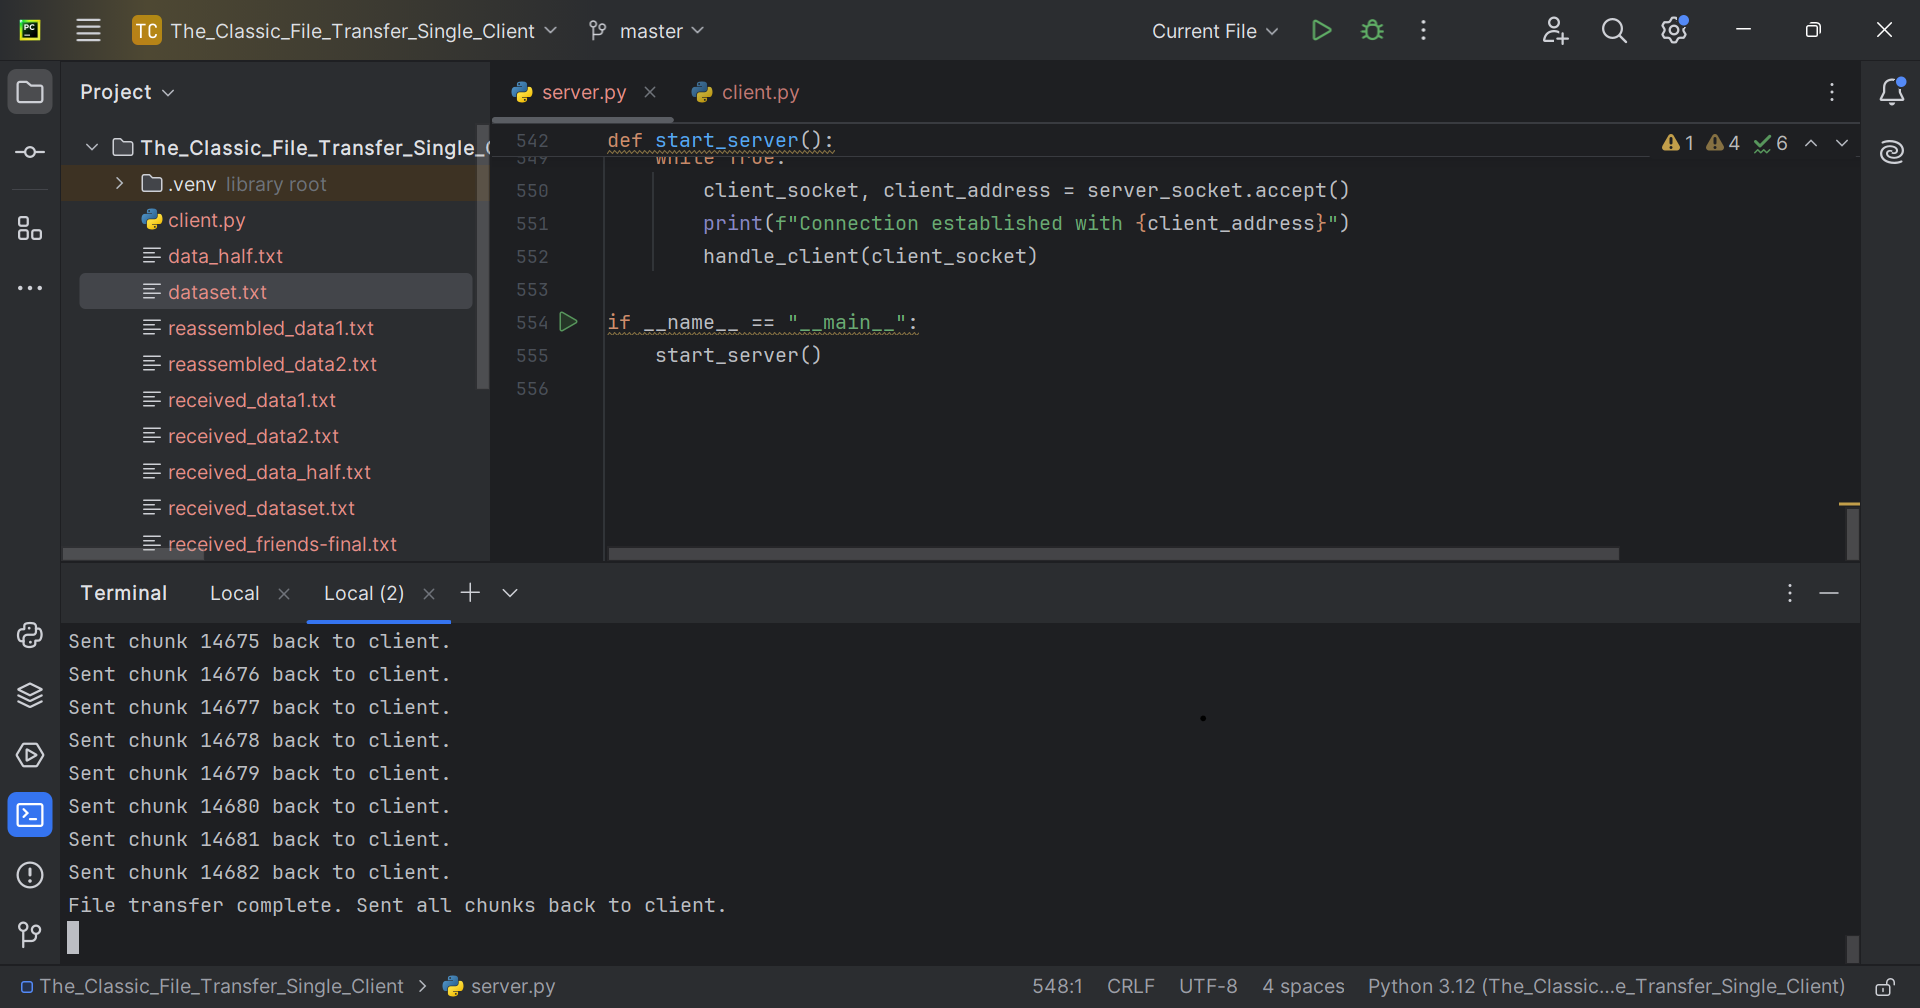 PC
TC The_Classic_File_Transfer_Single_Client master Current File
Project
server.py client.py
The_Classic_File_Transfer_Single_
.venv library root
client.py
data_half.txt
dataset.txt
reassembled_data1.txt
reassembled_data2.txt
received_data1.txt
received_data2.txt
received_data_half.txt
received_dataset.txt
received_friends-final.txt
542 def start_server():
1 4 6
549 while True:
550 client_socket, client_address = server_socket.accept()
551 print(f"Connection established with {client_address}")
552 handle_client(client_socket)
553
554 if __name__ == "__main__":
555 start_server()
556
Terminal Local Local (2)
Sent chunk 14675 back to client.
Sent chunk 14676 back to client.
Sent chunk 14677 back to client.
Sent chunk 14678 back to client.
Sent chunk 14679 back to client.
Sent chunk 14680 back to client.
Sent chunk 14681 back to client.
Sent chunk 14682 back to client.
File transfer complete. Sent all chunks back to client.
The_Classic_File_Transfer_Single_Client > server.py
548:1 CRLF UTF-8 4 spaces Python 3.12 (The_Classic...e_Transfer_Single_Client)